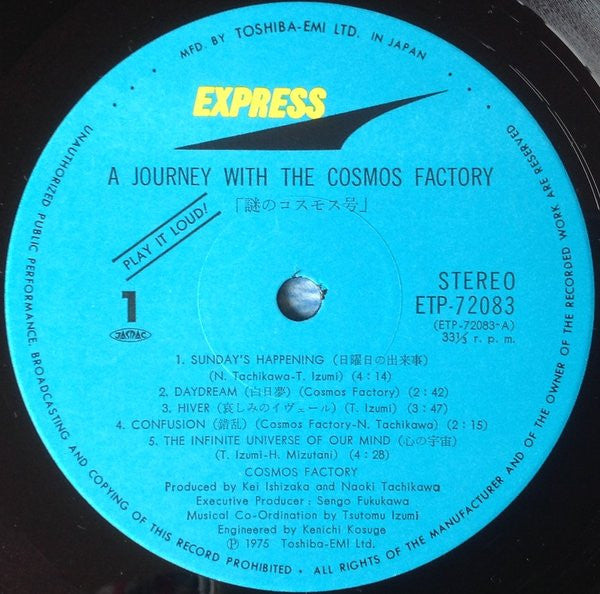 MFD. BY TOSHIBA-EMI LTD. IN JAPAN
EXPRESS
A JOURNEY WITH THE COSMOS FACTORY
「謎のコスモス号」
PLAY IT LOUD!
1
JASRAC
STEREO
ETP-72083
(ETP-72083-A)
33⅓ r. p. m.
1. SUNDAY'S HAPPENING (日曜日の出来事)
(N. Tachikawa-T. Izumi) (4:14)
2. DAYDREAM (白日夢) (Cosmos Factory) (2:42)
3. HIVER (哀しみのイヴェール) (T. Izumi) (3:47)
4. CONFUSION (錯乱) (Cosmos Factory-N. Tachikawa) (2:15)
5. THE INFINITE UNIVERSE OF OUR MIND (心の宇宙)
(T. Izumi-H. Mizutani) (4:28)
COSMOS FACTORY
Produced by Kei Ishizaka and Naoki Tachikawa
Executive Producer : Sengo Fukukawa
Musical Co-Ordination by Tsutomu Izumi
Engineered by Kenichi Kosuge
Ⓟ 1975 Toshiba-EMI Ltd.
ALL RIGHTS OF THE MANUFACTURER AND OF THE OWNER OF THE RECORDED WORK ARE RESERVED
UNAUTHORIZED PUBLIC PERFORMANCE, BROADCASTING AND COPYING OF THIS RECORD PROHIBITED